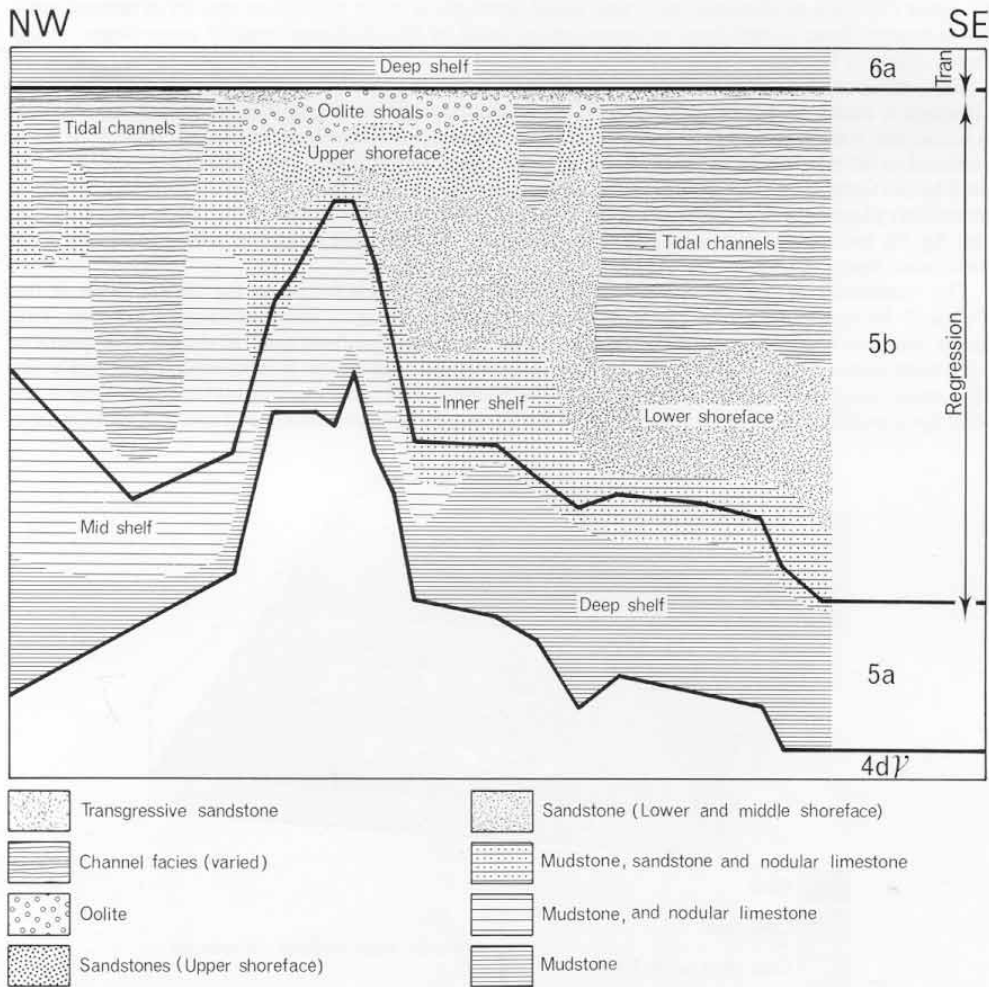 NW
SE
Deep shelf
6a
Tran
Oolite shoals
Tidal channels
Upper shoreface
Tidal channels
5b
Regression
Inner shelf
Lower shoreface
Mid shelf
Deep shelf
5a
4dγ
Transgressive sandstone
Channel facies (varied)
Oolite
Sandstones (Upper shoreface)
Sandstone (Lower and middle shoreface)
Mudstone, sandstone and nodular limestone
Mudstone, and nodular limestone
Mudstone